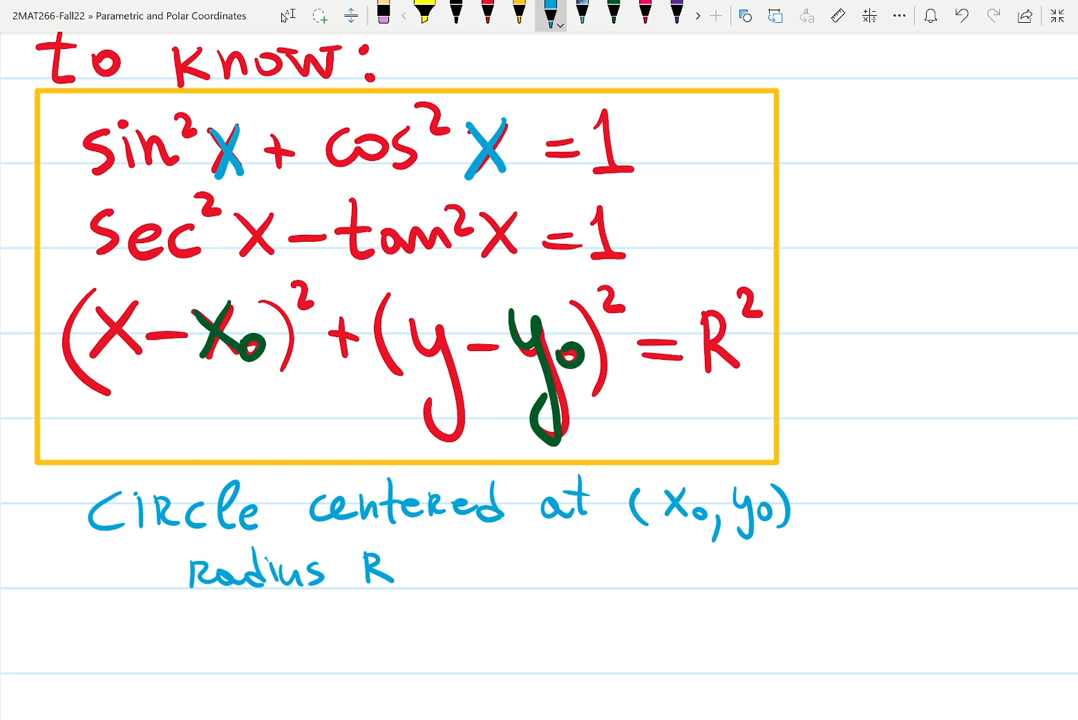 2MAT266-Fall22 » Parametric and Polar Coordinates
to know:
sin²x + cos²x = 1
sec²x - tan²x = 1
(x - x₀)² + (y - y₀)² = R²
Circle centered at (x₀, y₀)
radius R